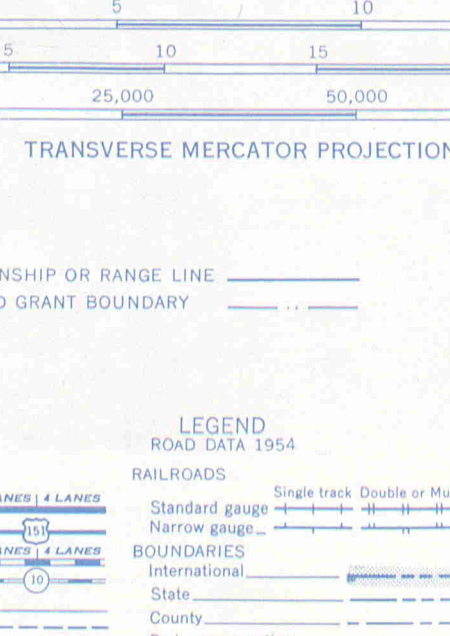 5 10
5 10 15
25,000 50,000
TRANSVERSE MERCATOR PROJECTION
NSHIP OR RANGE LINE
GRANT BOUNDARY
LEGEND
ROAD DATA 1954
RAILROADS
Single track Double or Mu
ANES | 4 LANES
Standard gauge
151
Narrow gauge
ANES | 4 LANES
BOUNDARIES
10
International
State
County